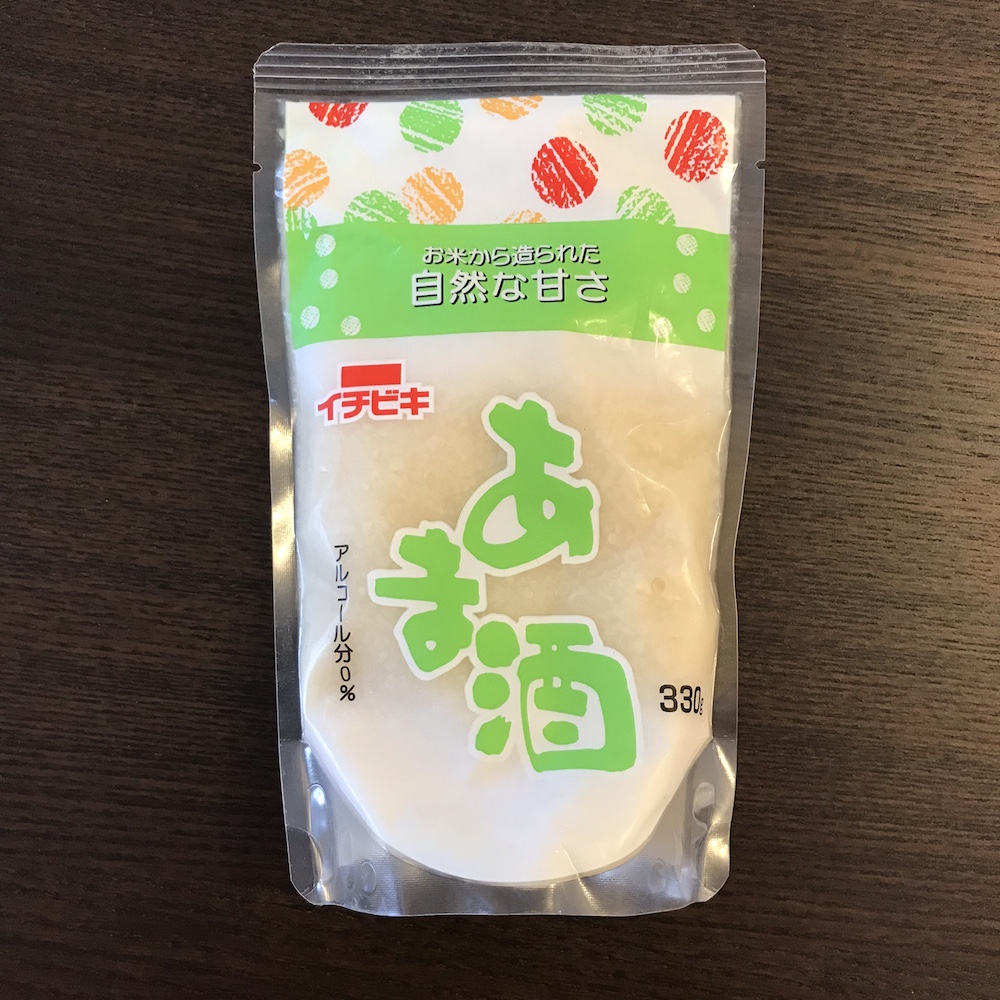 お米から造られた
自然な甘さ
イチビキ
あま酒
アルコール分0%
330g